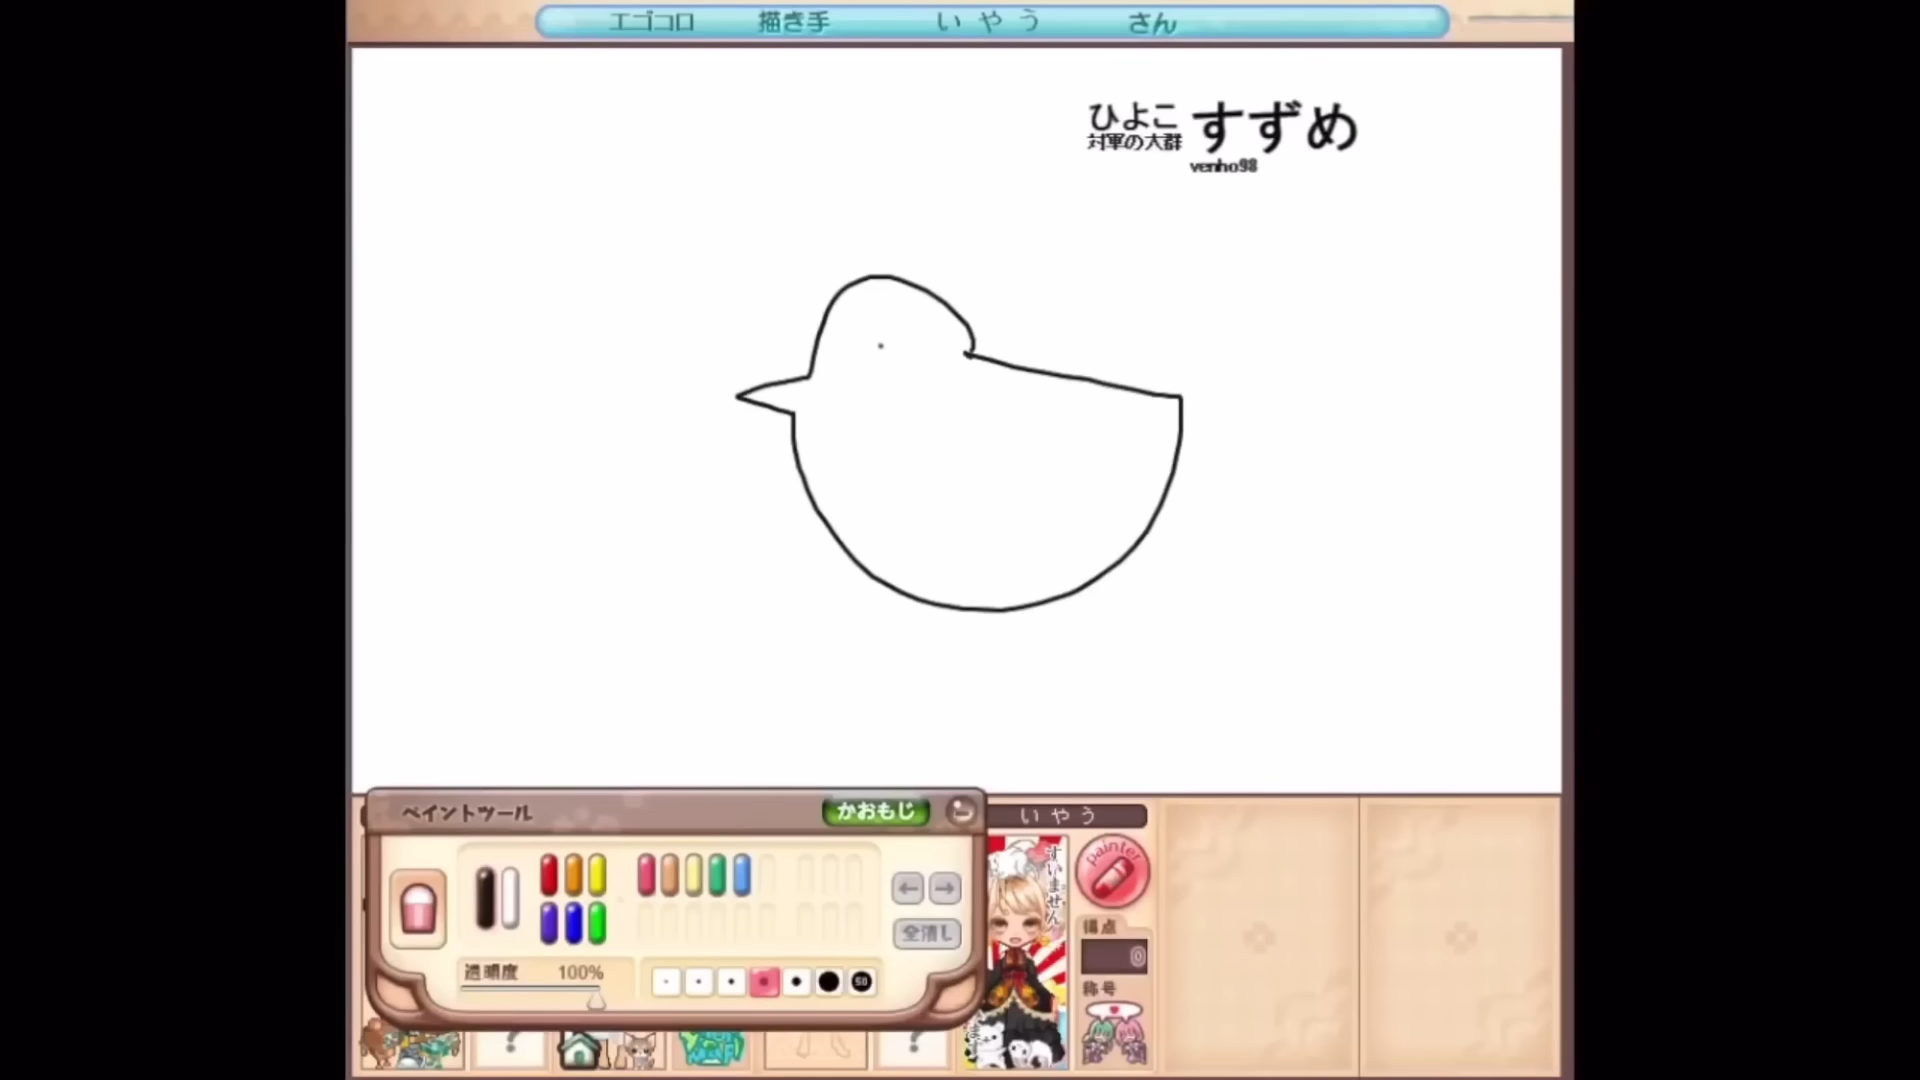 エゴコロ 描き手 いやう さん
ひよこ すずめ
対軍の大群
venho98
ペイントツール かおもじ いやう
painter
すいません
得点
全消し
0
透明度 100% 50
称号